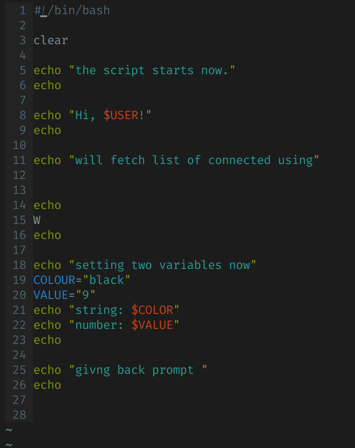 1 #!/bin/bash
2
3 clear
4
5 echo "the script starts now."
6 echo
7
8 echo "Hi, $USER!"
9 echo
10
11 echo "will fetch list of connected using"
12
13
14 echo
15 W
16 echo
17
18 echo "setting two variables now"
19 COLOUR="black"
20 VALUE="9"
21 echo "string: $COLOR"
22 echo "number: $VALUE"
23 echo
24
25 echo "givng back prompt "
26 echo
27
28
~
~